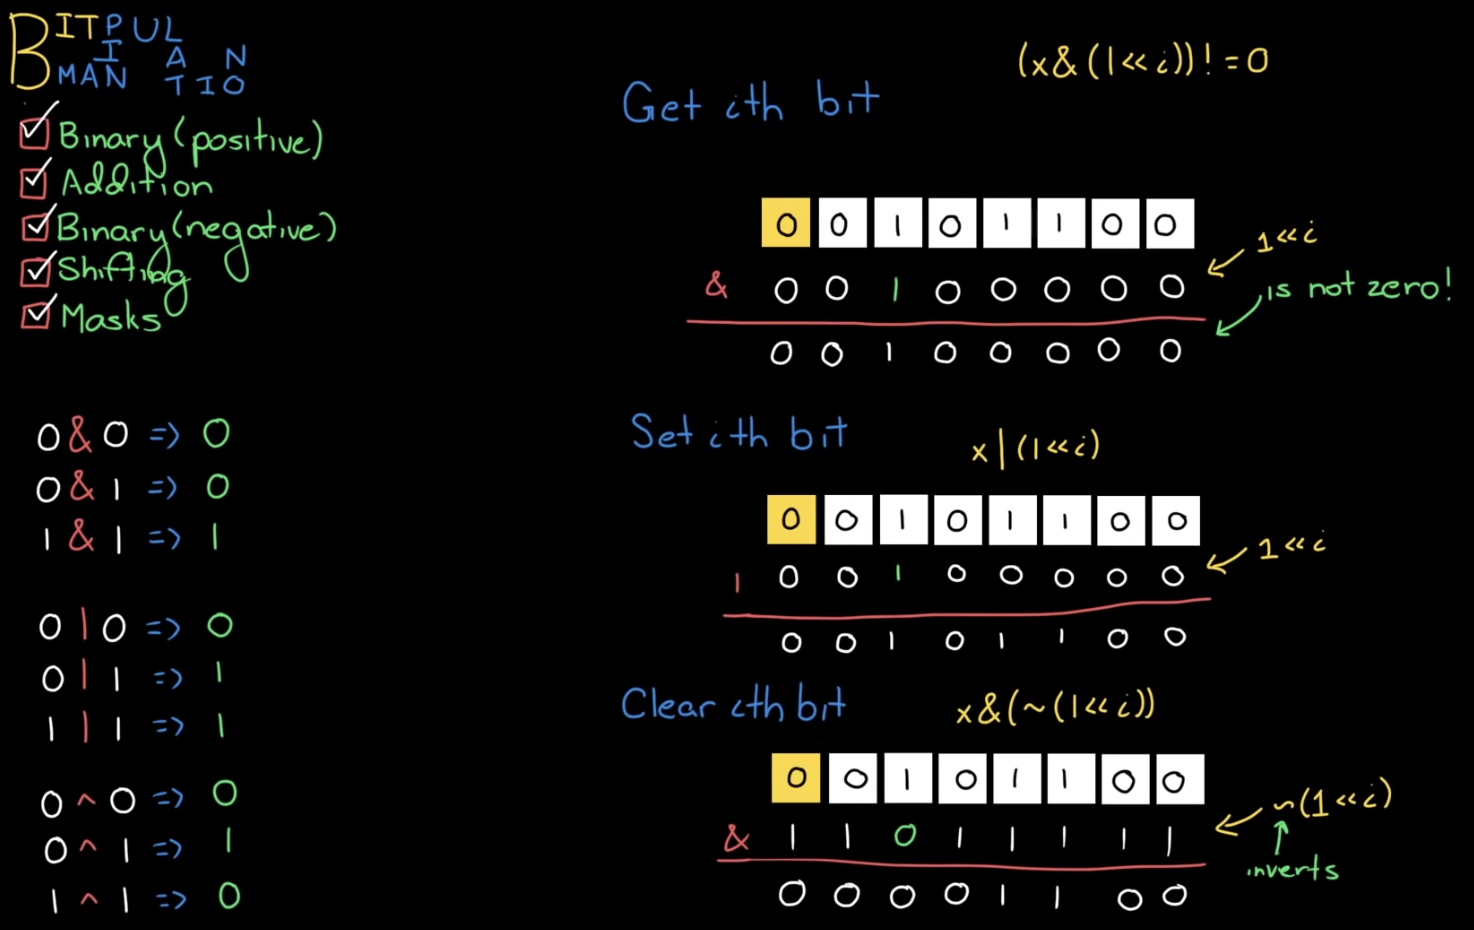 BITPUL
I A N
MAN TIO
Binary (positive)
Addition
Binary (negative)
Shifting
Masks
0 & 0 => 0
0 & 1 => 0
1 & 1 => 1
0 | 0 => 0
0 | 1 => 1
1 | 1 => 1
0 ^ 0 => 0
0 ^ 1 => 1
1 ^ 1 => 0
Get ith bit
(x&(1<<i))!=0
0 0 1 0 1 1 0 0
1<<i
& 0 0 1 0 0 0 0 0
is not zero!
0 0 1 0 0 0 0 0
Set ith bit
x|(1<<i)
0 0 1 0 1 1 0 0
1<<i
| 0 0 1 0 0 0 0 0
0 0 1 0 1 1 0 0
Clear ith bit
x&(~(1<<i))
0 0 1 0 1 1 0 0
~(1<<i)
& 1 1 0 1 1 1 1 1
inverts
0 0 0 0 1 1 0 0